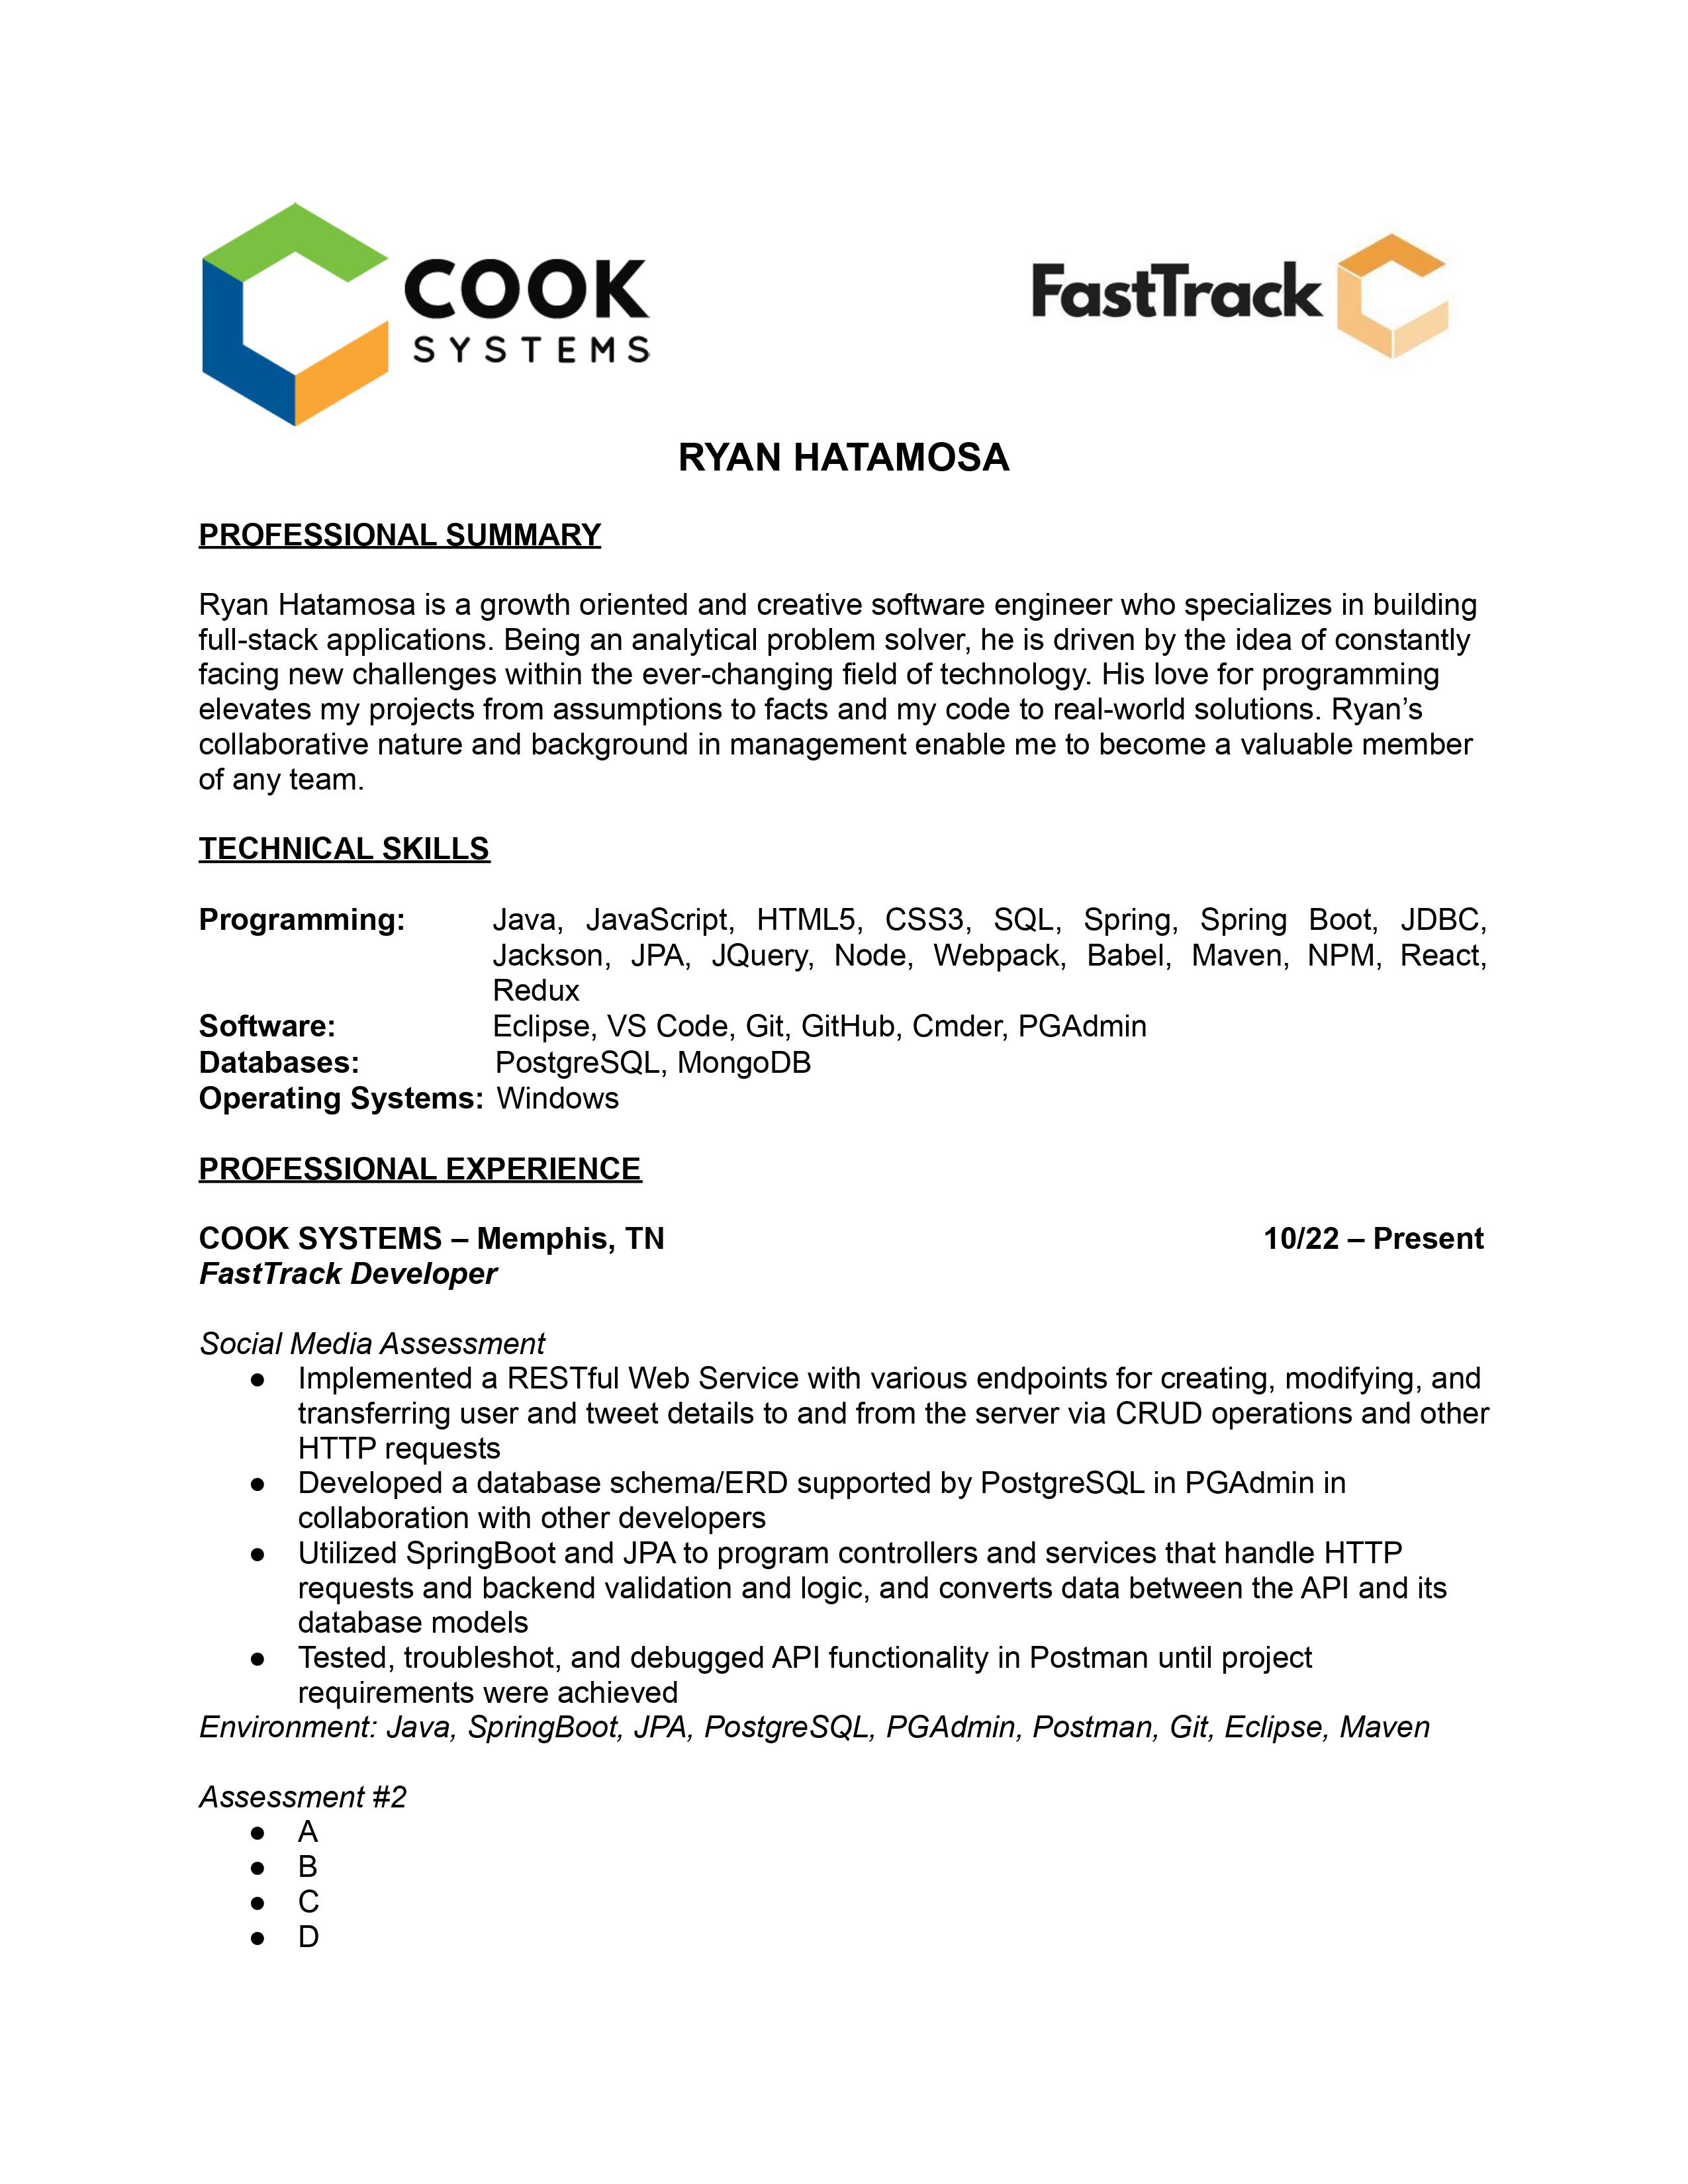 COOK
SYSTEMS
FastTrack
RYAN HATAMOSA
PROFESSIONAL SUMMARY
Ryan Hatamosa is a growth oriented and creative software engineer who specializes in building
full-stack applications. Being an analytical problem solver, he is driven by the idea of constantly
facing new challenges within the ever-changing field of technology. His love for programming
elevates my projects from assumptions to facts and my code to real-world solutions. Ryan’s
collaborative nature and background in management enable me to become a valuable member
of any team.
TECHNICAL SKILLS
Programming: Java, JavaScript, HTML5, CSS3, SQL, Spring, Spring Boot, JDBC,
Jackson, JPA, JQuery, Node, Webpack, Babel, Maven, NPM, React,
Redux
Software: Eclipse, VS Code, Git, GitHub, Cmder, PGAdmin
Databases: PostgreSQL, MongoDB
Operating Systems: Windows
PROFESSIONAL EXPERIENCE
COOK SYSTEMS – Memphis, TN 10/22 – Present
FastTrack Developer
Social Media Assessment
● Implemented a RESTful Web Service with various endpoints for creating, modifying, and
transferring user and tweet details to and from the server via CRUD operations and other
HTTP requests
● Developed a database schema/ERD supported by PostgreSQL in PGAdmin in
collaboration with other developers
● Utilized SpringBoot and JPA to program controllers and services that handle HTTP
requests and backend validation and logic, and converts data between the API and its
database models
● Tested, troubleshot, and debugged API functionality in Postman until project
requirements were achieved
Environment: Java, SpringBoot, JPA, PostgreSQL, PGAdmin, Postman, Git, Eclipse, Maven
Assessment #2
● A
● B
● C
● D